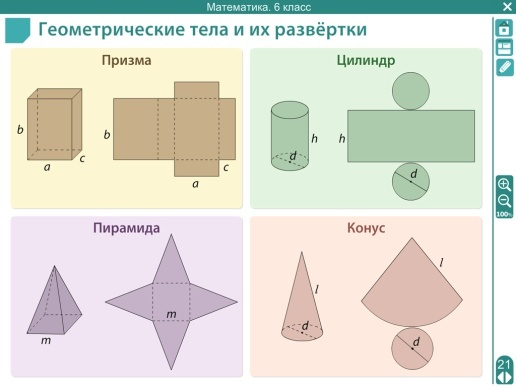 Математика. 6 класс
Геометрические тела и их развёртки
Призма
b
a
c
b
c
a
Цилиндр
h
d
h
d
Пирамида
m
m
Конус
l
d
l
d
100%
21